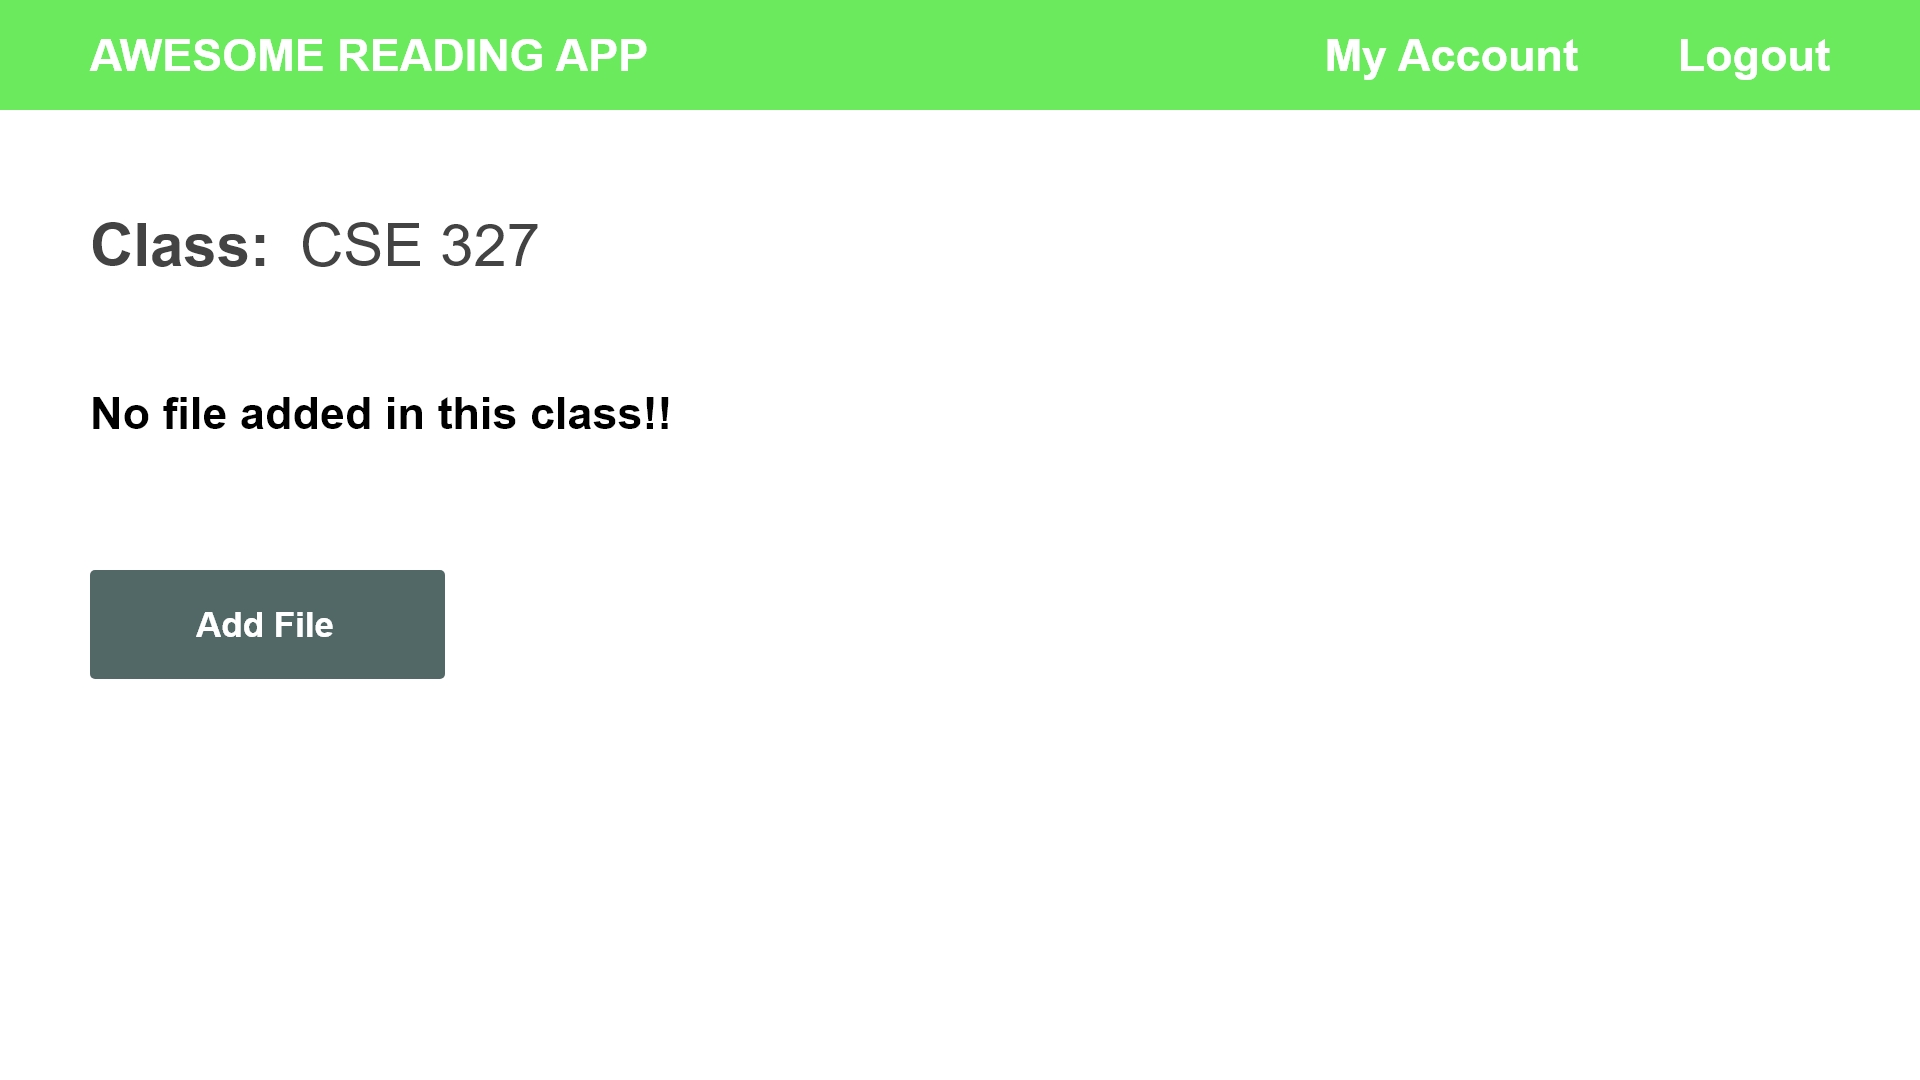 AWESOME READING APP My Account Logout
Class: CSE 327
No file added in this class!!
Add File